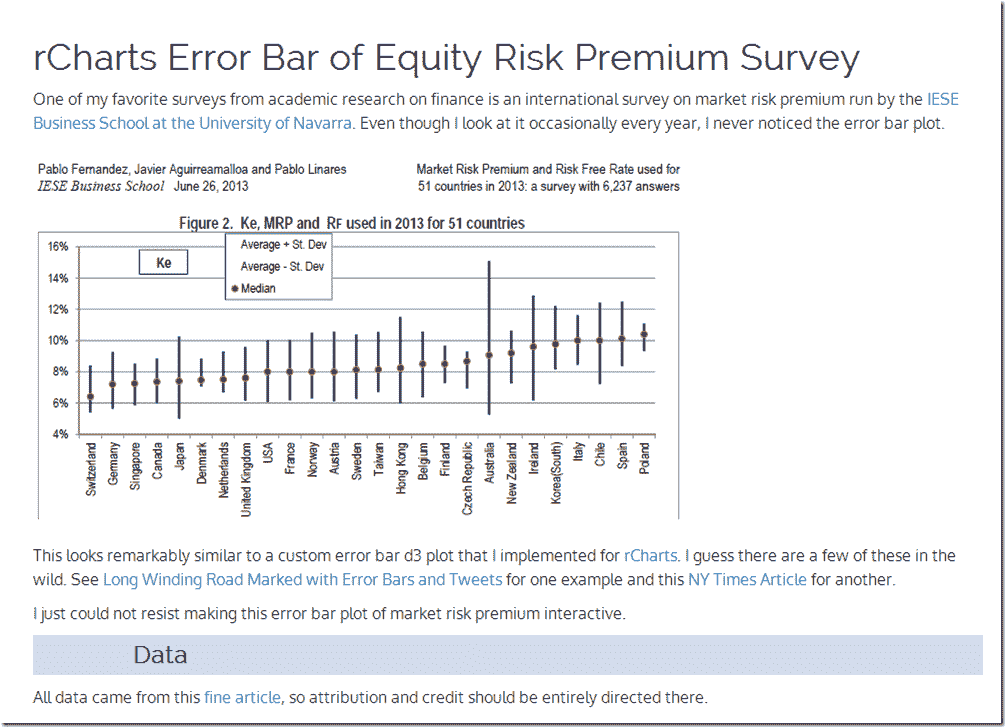 rCharts Error Bar of Equity Risk Premium Survey
One of my favorite surveys from academic research on finance is an international survey on market risk premium run by the IESE
Business School at the University of Navarra. Even though I look at it occasionally every year, I never noticed the error bar plot.
Pablo Fernandez, Javier Aguirreamalloa and Pablo Linares
IESE Business School June 26, 2013
Market Risk Premium and Risk Free Rate used for
51 countries in 2013: a survey with 6,237 answers
Figure 2. Ke, MRP and RF used in 2013 for 51 countries
Ke
Average + St. Dev
Average - St. Dev
Median
16%
14%
12%
10%
8%
6%
4%
Switzerland
Germany
Singapore
Canada
Japan
Denmark
Netherlands
United Kingdom
USA
France
Norway
Austria
Sweden
Taiwan
Hong Kong
Belgium
Finland
Czech Republic
Australia
New Zealand
Ireland
Korea(South)
Italy
Chile
Spain
Poland
This looks remarkably similar to a custom error bar d3 plot that I implemented for rCharts. I guess there are a few of these in the
wild. See Long Winding Road Marked with Error Bars and Tweets for one example and this NY Times Article for another.
I just could not resist making this error bar plot of market risk premium interactive.
Data
All data came from this fine article, so attribution and credit should be entirely directed there.